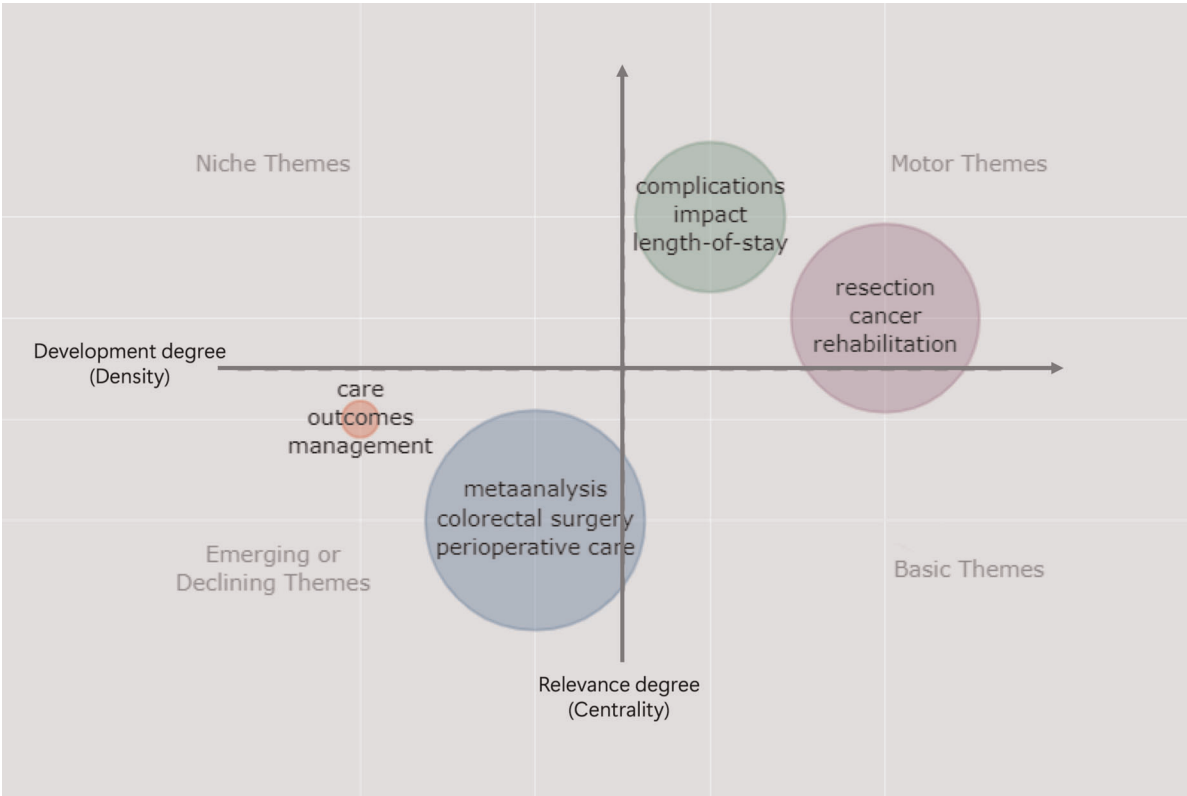 Niche Themes
Motor Themes
complications
impact
length-of-stay
resection
cancer
rehabilitation
Development degree
(Density)
care
outcomes
management
metaanalysis
colorectal surgery
perioperative care
Emerging or
Declining Themes
Basic Themes
Relevance degree
(Centrality)